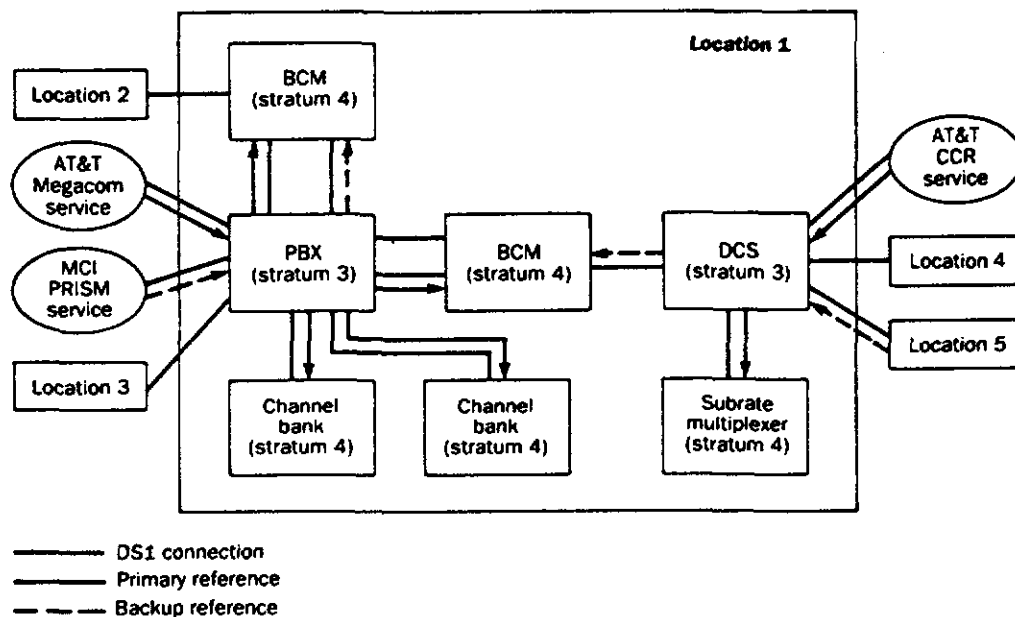 Location 1
BCM
(stratum 4)
Location 2
AT&T
Megacom
service
AT&T
CCR
service
PBX
(stratum 3)
BCM
(stratum 4)
DCS
(stratum 3)
MCI
PRISM
service
Location 4
Location 5
Location 3
Channel
bank
(stratum 4)
Channel
bank
(stratum 4)
Subrate
multiplexer
(stratum 4)
DS1 connection
Primary reference
Backup reference